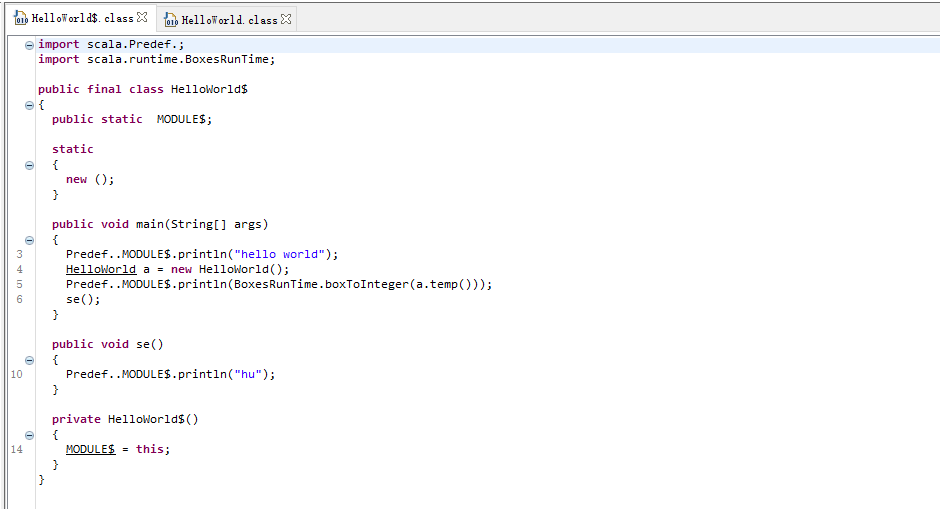 HelloWorld$.class HelloWorld.class
import scala.Predef.;
import scala.runtime.BoxesRunTime;
public final class HelloWorld$
{
public static  MODULE$;
static
{
new ();
}
public void main(String[] args)
{
3 Predef..MODULE$.println("hello world");
4 HelloWorld a = new HelloWorld();
5 Predef..MODULE$.println(BoxesRunTime.boxToInteger(a.temp()));
6 se();
}
public void se()
{
10 Predef..MODULE$.println("hu");
}
private HelloWorld$()
{
14 MODULE$ = this;
}
}